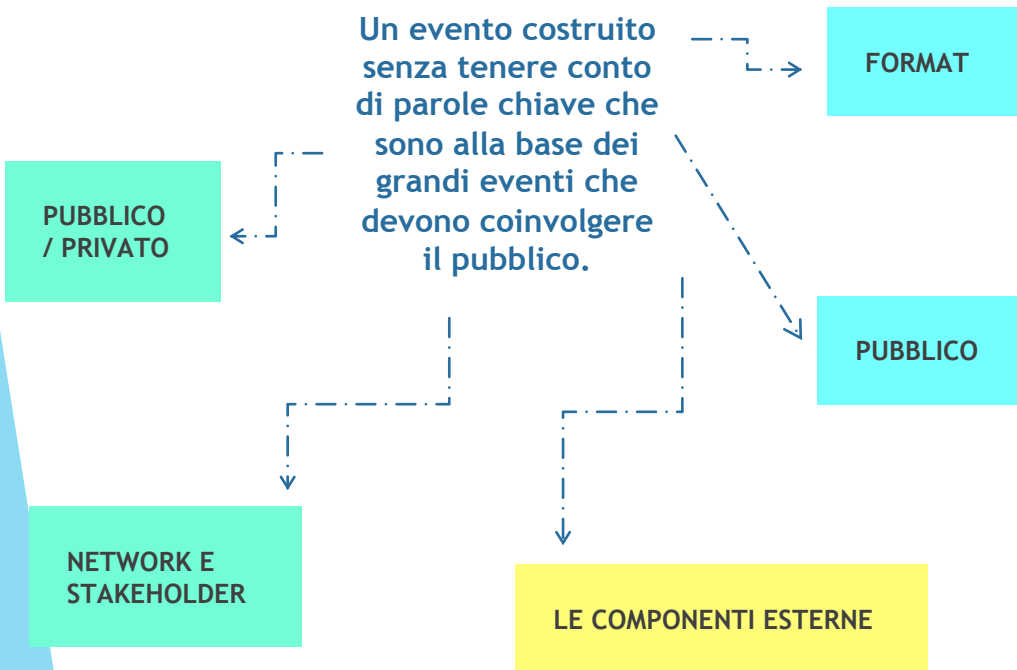 Un evento costruito
senza tenere conto
di parole chiave che
sono alla base dei
grandi eventi che
devono coinvolgere
il pubblico.
FORMAT
PUBBLICO
/ PRIVATO
PUBBLICO
NETWORK E
STAKEHOLDER
LE COMPONENTI ESTERNE